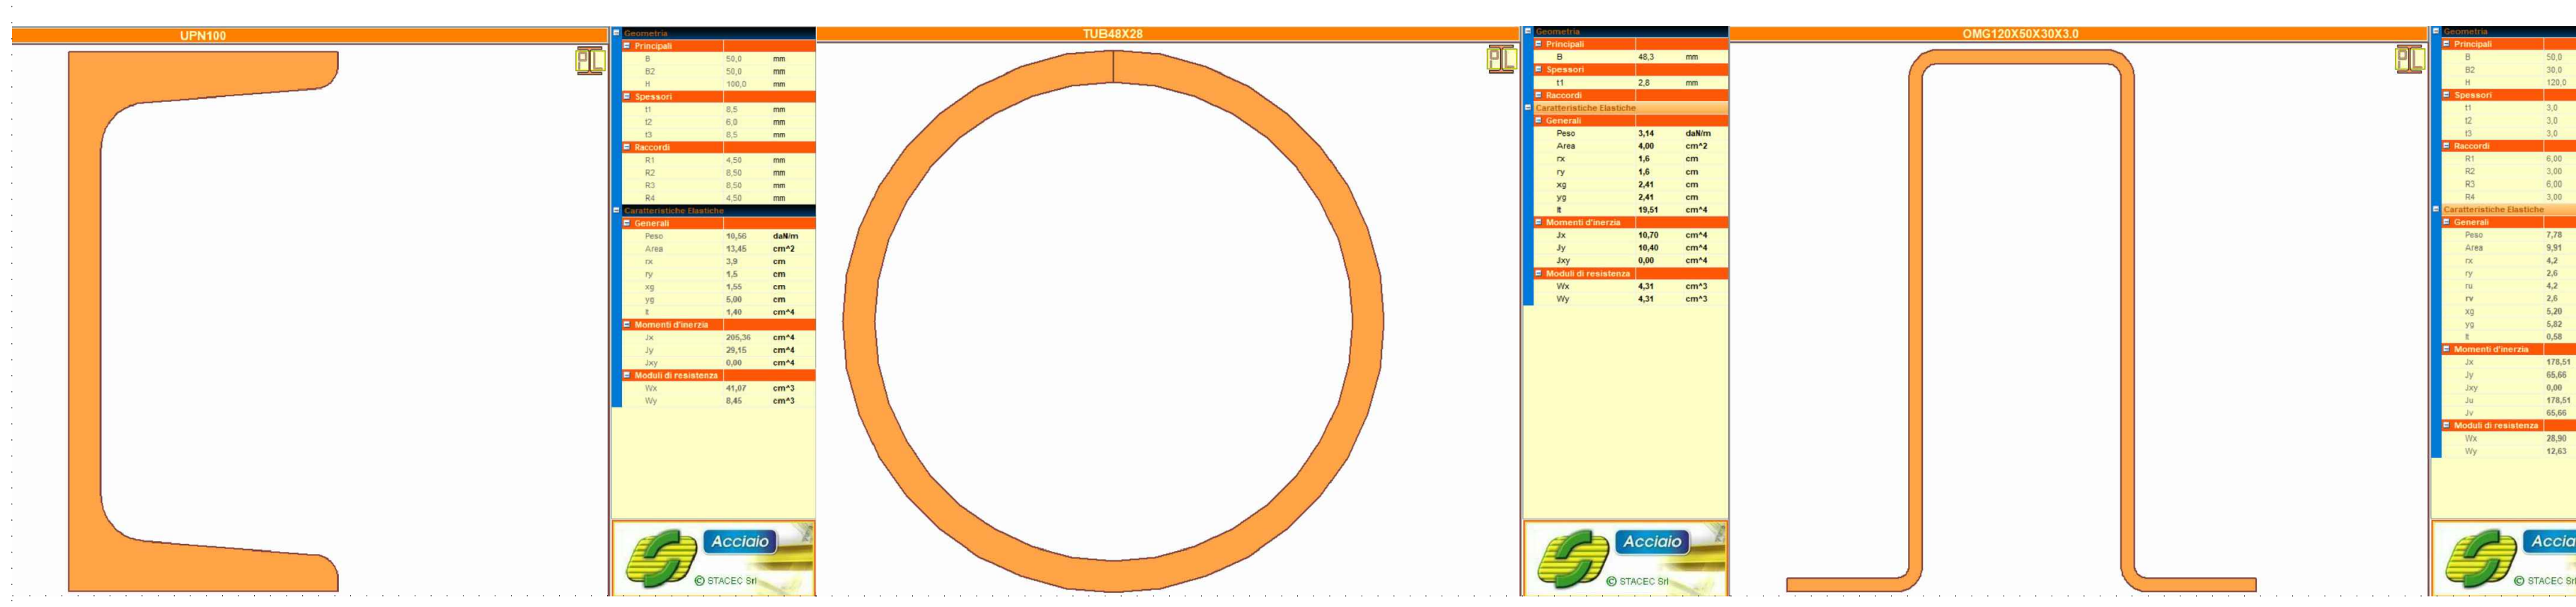 UPN100
Geometria
Principali
B 50,0 mm
B2 50,0 mm
H 100,0 mm
Spessori
t1 8,5 mm
t2 6,0 mm
t3 8,5 mm
Raccordi
R1 4,50 mm
R2 8,50 mm
R3 8,50 mm
R4 4,50 mm
Caratteristiche Elastiche
Generali
Peso 10,56 daN/m
Area 13,45 cm^2
rx 3,9 cm
ry 1,5 cm
xg 1,55 cm
yg 5,00 cm
It 1,40 cm^4
Momenti d'inerzia
Jx 205,36 cm^4
Jy 29,15 cm^4
Jxy 0,00 cm^4
Moduli di resistenza
Wx 41,07 cm^3
Wy 8,45 cm^3
Acciaio
© STACEC Srl
TUB48X28
Geometria
Principali
B 48,3 mm
Spessori
t1 2,8 mm
Raccordi
Caratteristiche Elastiche
Generali
Peso 3,14 daN/m
Area 4,00 cm^2
rx 1,6 cm
ry 1,6 cm
xg 2,41 cm
yg 2,41 cm
It 19,51 cm^4
Momenti d'inerzia
Jx 10,70 cm^4
Jy 10,40 cm^4
Jxy 0,00 cm^4
Moduli di resistenza
Wx 4,31 cm^3
Wy 4,31 cm^3
Acciaio
© STACEC Srl
OMG120X50X30X3.0
Geometria
Principali
B 50,0
B2 30,0
H 120,0
Spessori
t1 3,0
t2 3,0
t3 3,0
Raccordi
R1 6,00
R2 3,00
R3 6,00
R4 3,00
Caratteristiche Elastiche
Generali
Peso 7,78
Area 9,91
rx 4,2
ry 2,6
ru 4,2
rv 2,6
xg 5,20
yg 5,82
It 0,58
Momenti d'inerzia
Jx 178,51
Jy 65,66
Jxy 0,00
Ju 178,51
Jv 65,66
Moduli di resistenza
Wx 28,90
Wy 12,63
Accia
© STACEC Srl